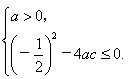 a > 0,
(-1/2)² - 4ac ≤ 0.